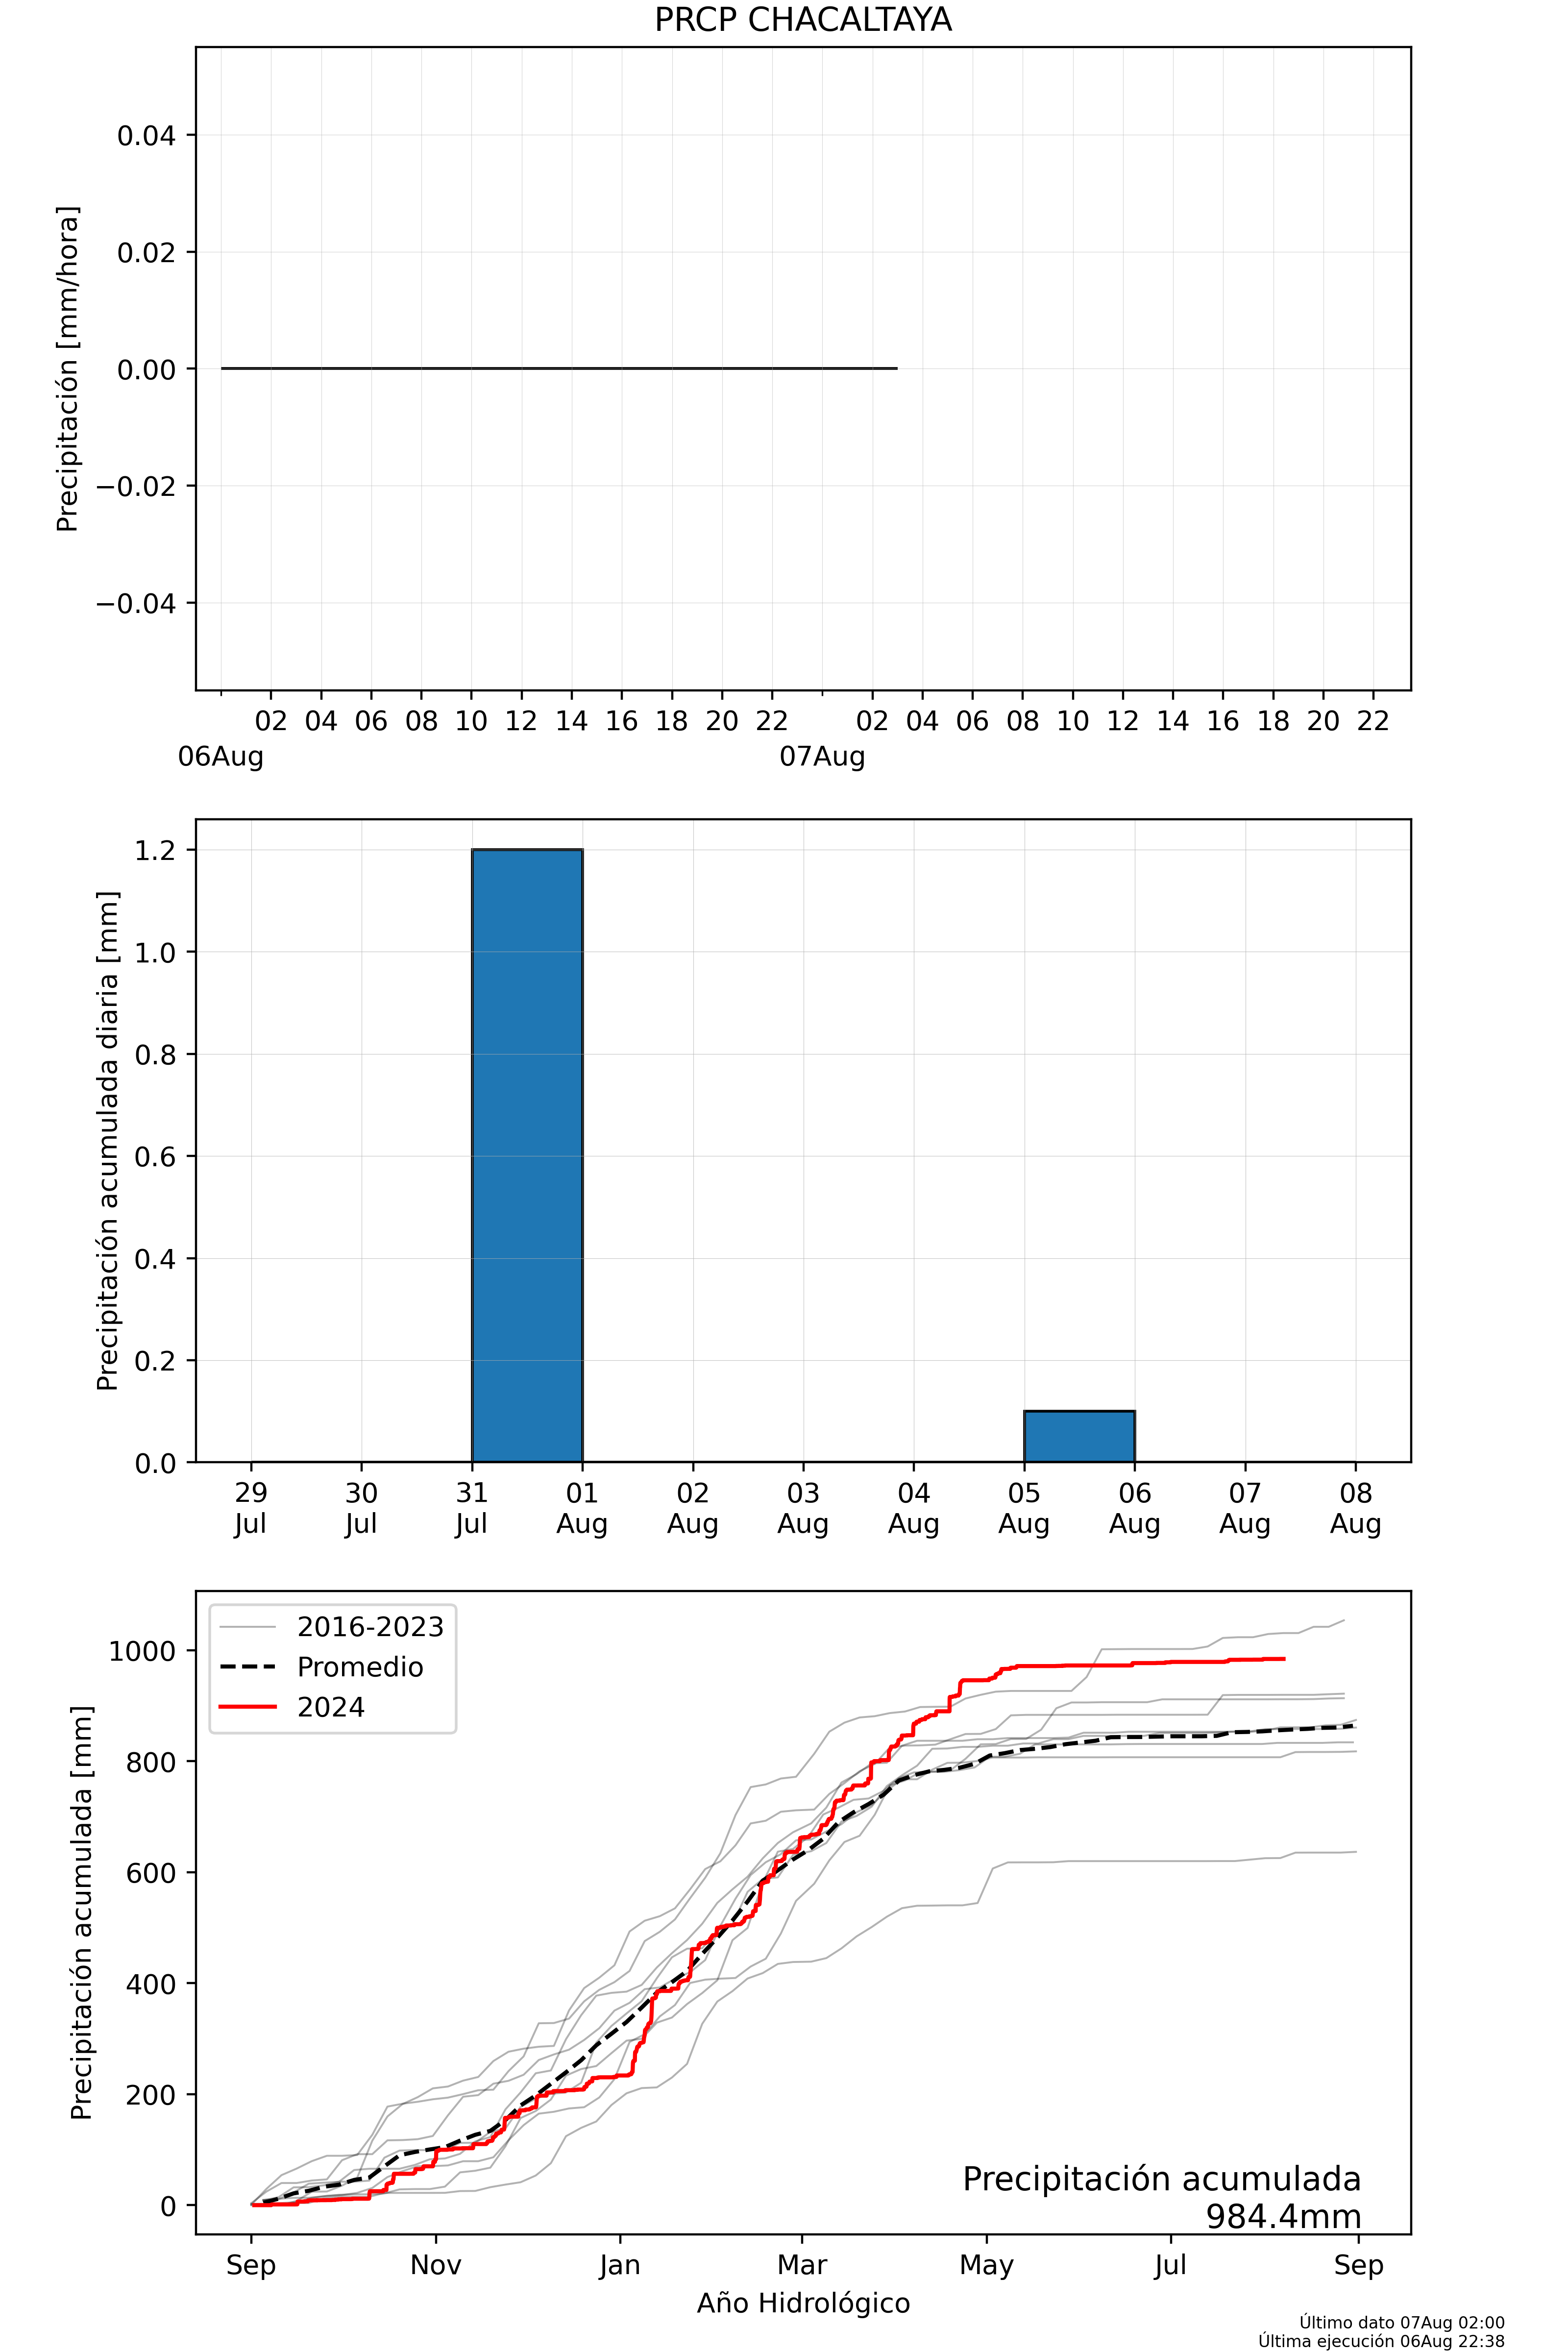 PRCP CHACALTAYA
Precipitación [mm/hora]
0.04
0.02
0.00
−0.02
−0.04
02 04 06 08 10 12 14 16 18 20 22 02 04 06 08 10 12 14 16 18 20 22
06Aug 07Aug
Precipitación acumulada diaria [mm]
1.2
1.0
0.8
0.6
0.4
0.2
0.0
29 30 31 01 02 03 04 05 06 07 08
Jul Jul Jul Aug Aug Aug Aug Aug Aug Aug Aug
Precipitación acumulada [mm]
1000
800
600
400
200
0
2016-2023
Promedio
2024
Precipitación acumulada
984.4mm
Sep Nov Jan Mar May Jul Sep
Año Hidrológico
Último dato 07Aug 02:00
Última ejecución 06Aug 22:38